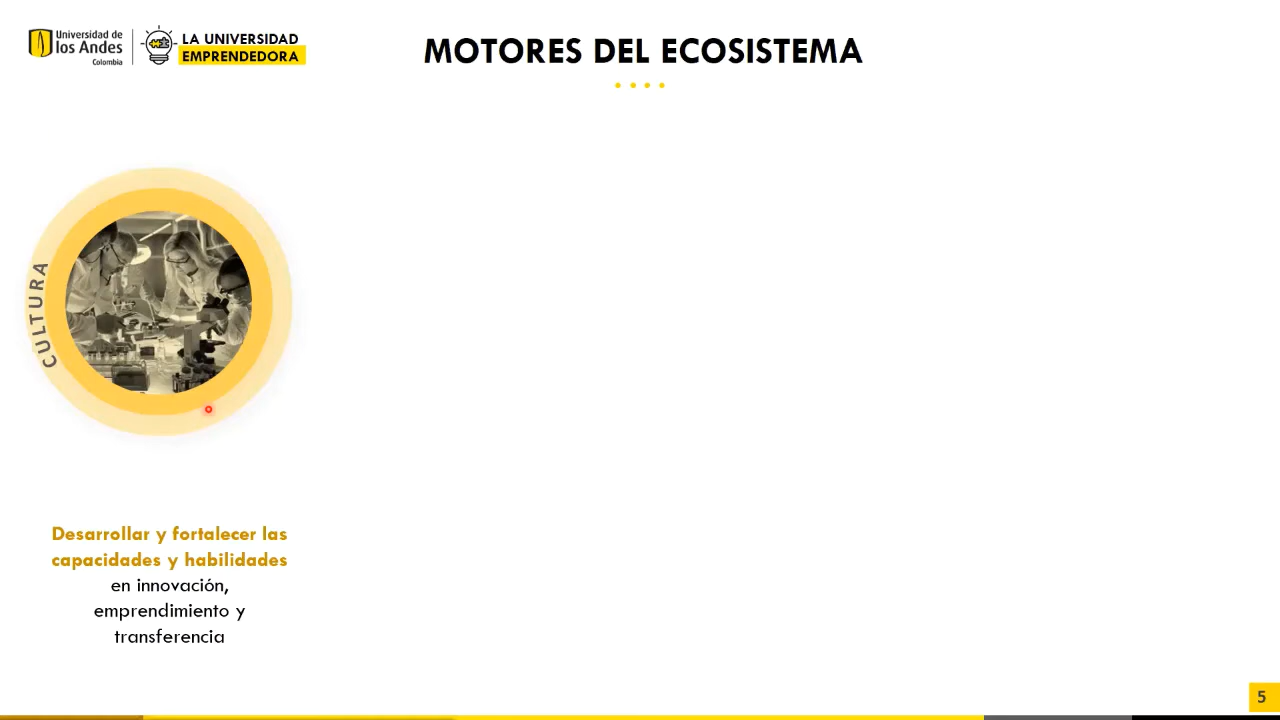 Universidad de
los Andes
Colombia
LA UNIVERSIDAD
EMPRENDEDORA
MOTORES DEL ECOSISTEMA
CULTURA
Desarrollar y fortalecer las
capacidades y habilidades
en innovación,
emprendimiento y
transferencia
5